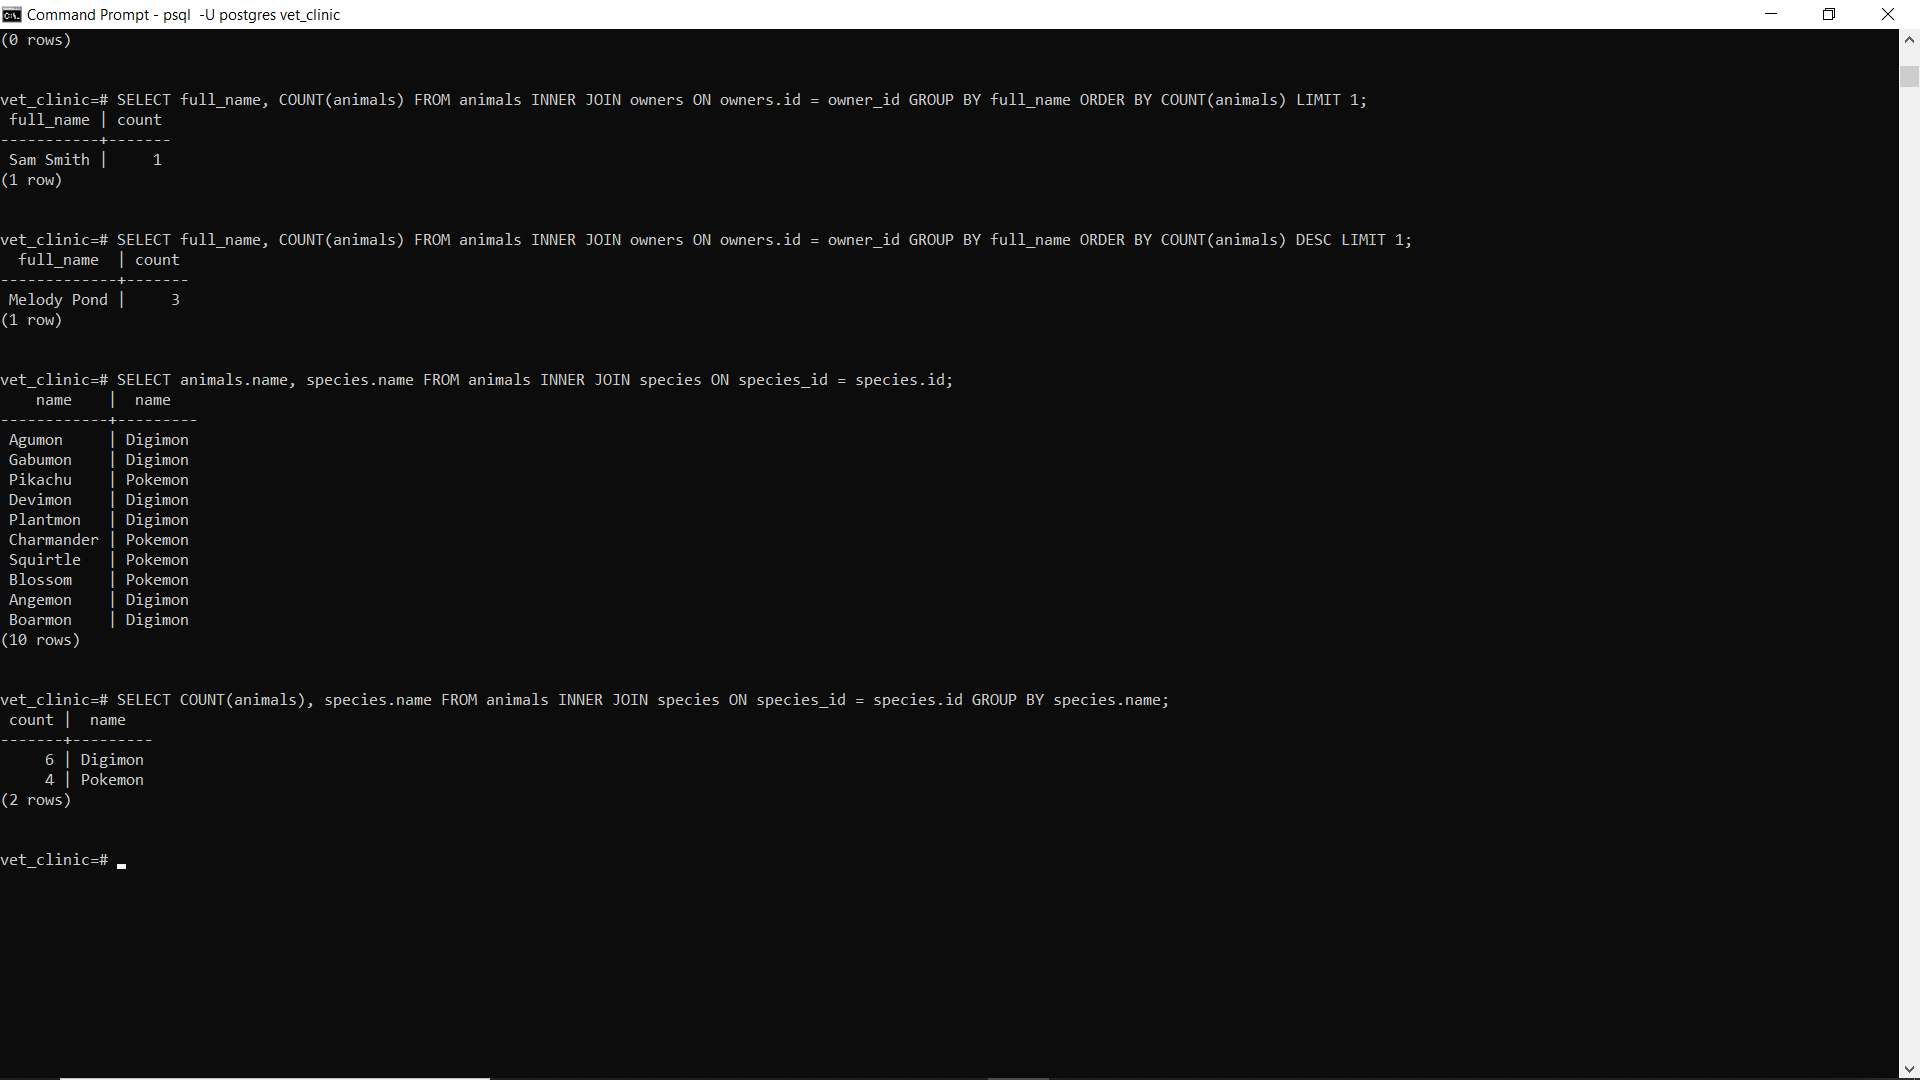 Command Prompt - psql  -U postgres vet_clinic
(0 rows)
vet_clinic=# SELECT full_name, COUNT(animals) FROM animals INNER JOIN owners ON owners.id = owner_id GROUP BY full_name ORDER BY COUNT(animals) LIMIT 1;
 full_name | count
-----------+-------
 Sam Smith |     1
(1 row)
vet_clinic=# SELECT full_name, COUNT(animals) FROM animals INNER JOIN owners ON owners.id = owner_id GROUP BY full_name ORDER BY COUNT(animals) DESC LIMIT 1;
  full_name  | count
-------------+-------
 Melody Pond |     3
(1 row)
vet_clinic=# SELECT animals.name, species.name FROM animals INNER JOIN species ON species_id = species.id;
    name    |  name
------------+---------
 Agumon     | Digimon
 Gabumon    | Digimon
 Pikachu    | Pokemon
 Devimon    | Digimon
 Plantmon   | Digimon
 Charmander | Pokemon
 Squirtle   | Pokemon
 Blossom    | Pokemon
 Angemon    | Digimon
 Boarmon    | Digimon
(10 rows)
vet_clinic=# SELECT COUNT(animals), species.name FROM animals INNER JOIN species ON species_id = species.id GROUP BY species.name;
 count |  name
-------+---------
     6 | Digimon
     4 | Pokemon
(2 rows)
vet_clinic=#